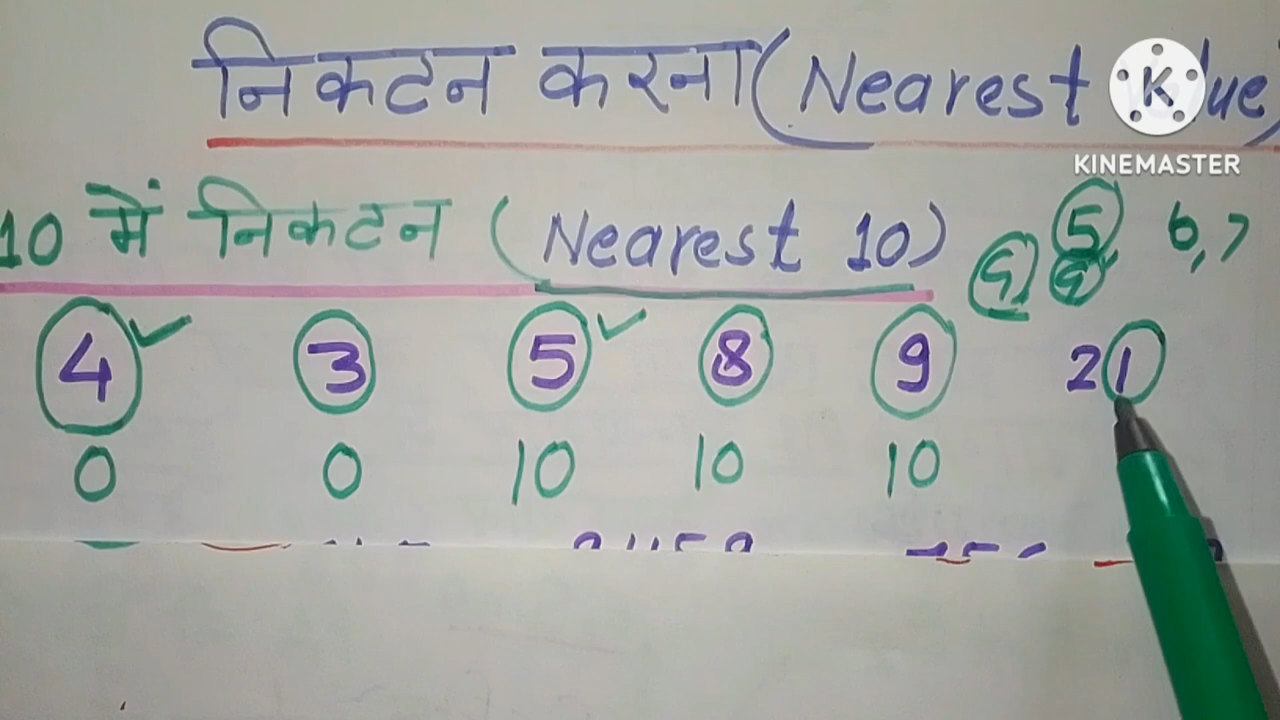 निकटन करना (Nearest
KINEMASTER
10 में निकटन (Nearest 10)
5 6, 7
4 3 5 8 9 21
0 0 10 10 10